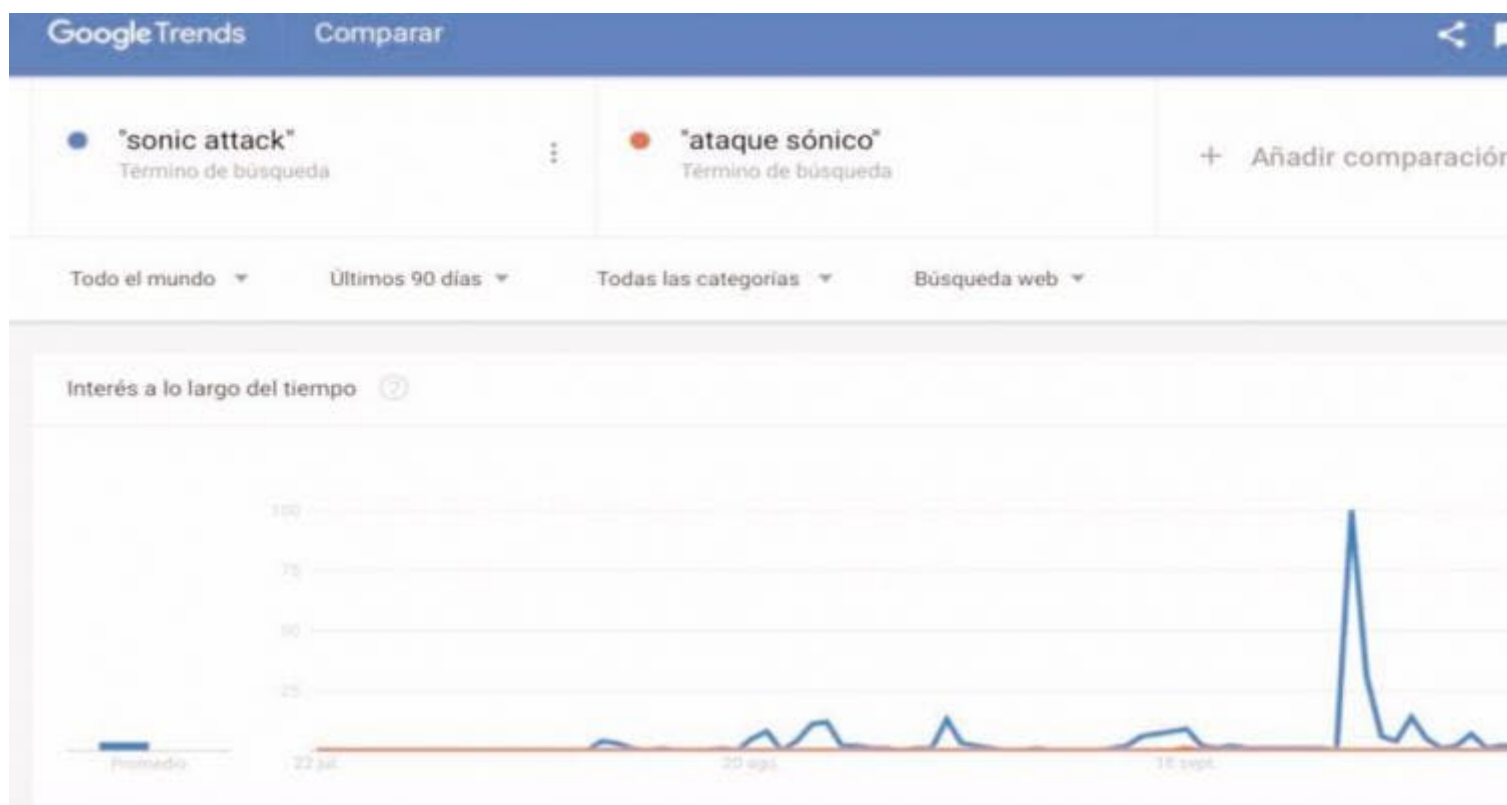 Google Trends Comparar
"sonic attack"
Término de búsqueda
"ataque sónico"
Término de búsqueda
+ Añadir comparación
Todo el mundo
Últimos 90 días
Todas las categorías
Búsqueda web
Interés a lo largo del tiempo ?
100
75
50
25
Promedio
22 jul.
20 ago.
18 sept.